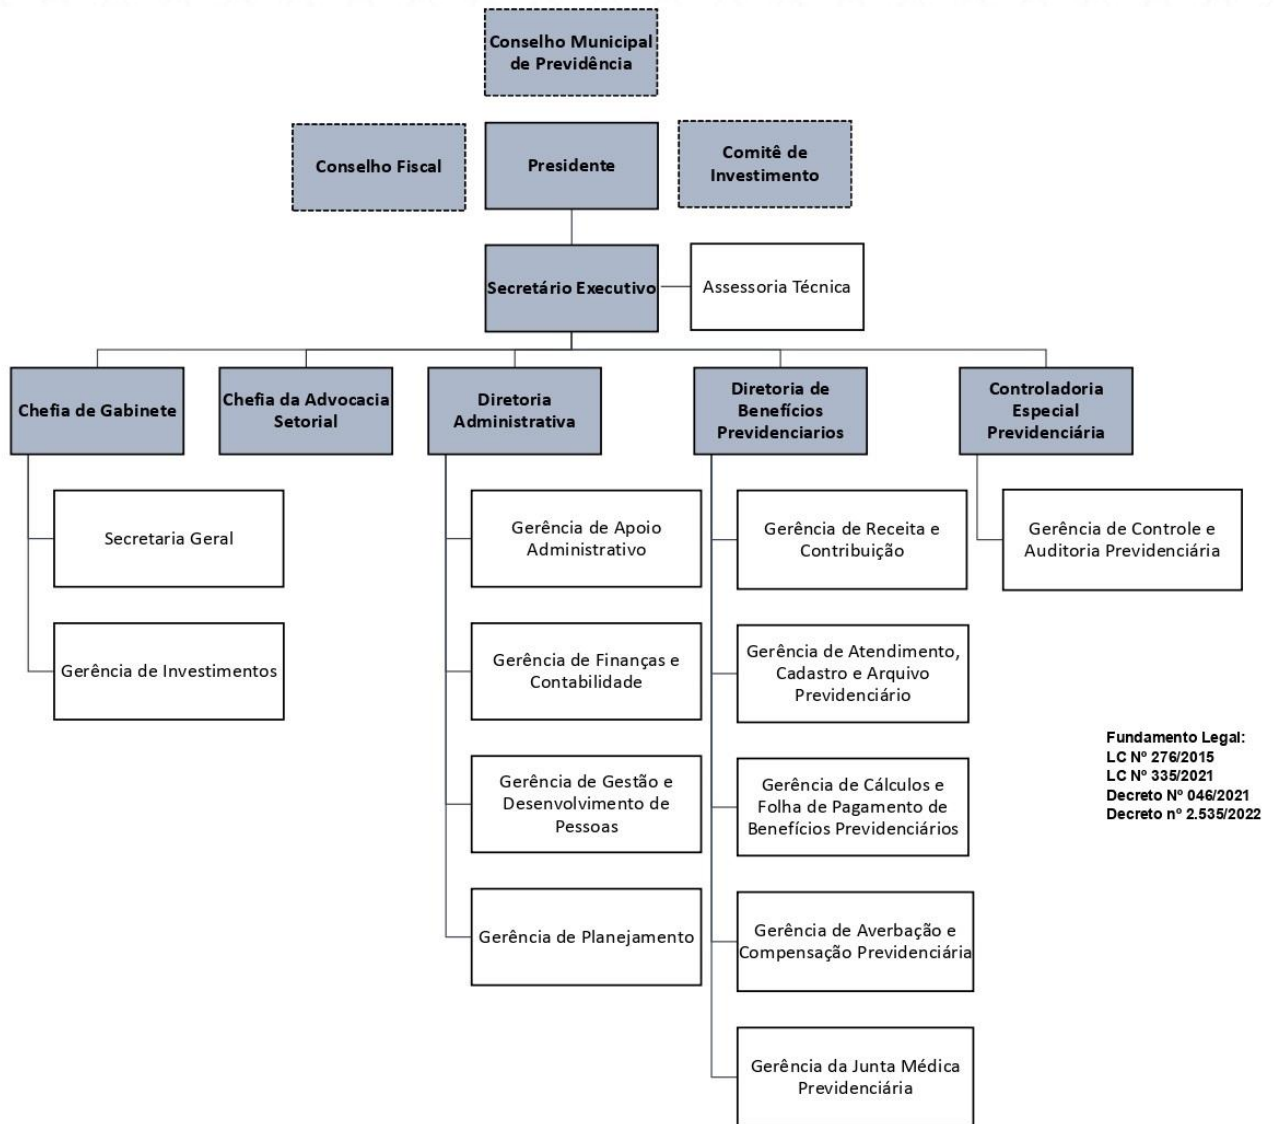 Conselho Municipal
de Previdência
Conselho Fiscal
Presidente
Comitê de
Investimento
Secretário Executivo
Assessoria Técnica
Chefia de Gabinete
Chefia da Advocacia
Setorial
Diretoria
Administrativa
Diretoria de
Benefícios
Previdenciarios
Controladoria
Especial
Previdenciária
Secretaria Geral
Gerência de Investimentos
Gerência de Apoio
Administrativo
Gerência de Finanças e
Contabilidade
Gerência de Gestão e
Desenvolvimento de
Pessoas
Gerência de Planejamento
Gerência de Receita e
Contribuição
Gerência de Atendimento,
Cadastro e Arquivo
Previdenciário
Gerência de Cálculos e
Folha de Pagamento de
Benefícios Previdenciários
Gerência de Averbação e
Compensação Previdenciária
Gerência da Junta Médica
Previdenciária
Gerência de Controle e
Auditoria Previdenciária
Fundamento Legal:
LC Nº 276/2015
LC Nº 335/2021
Decreto Nº 046/2021
Decreto nº 2.535/2022